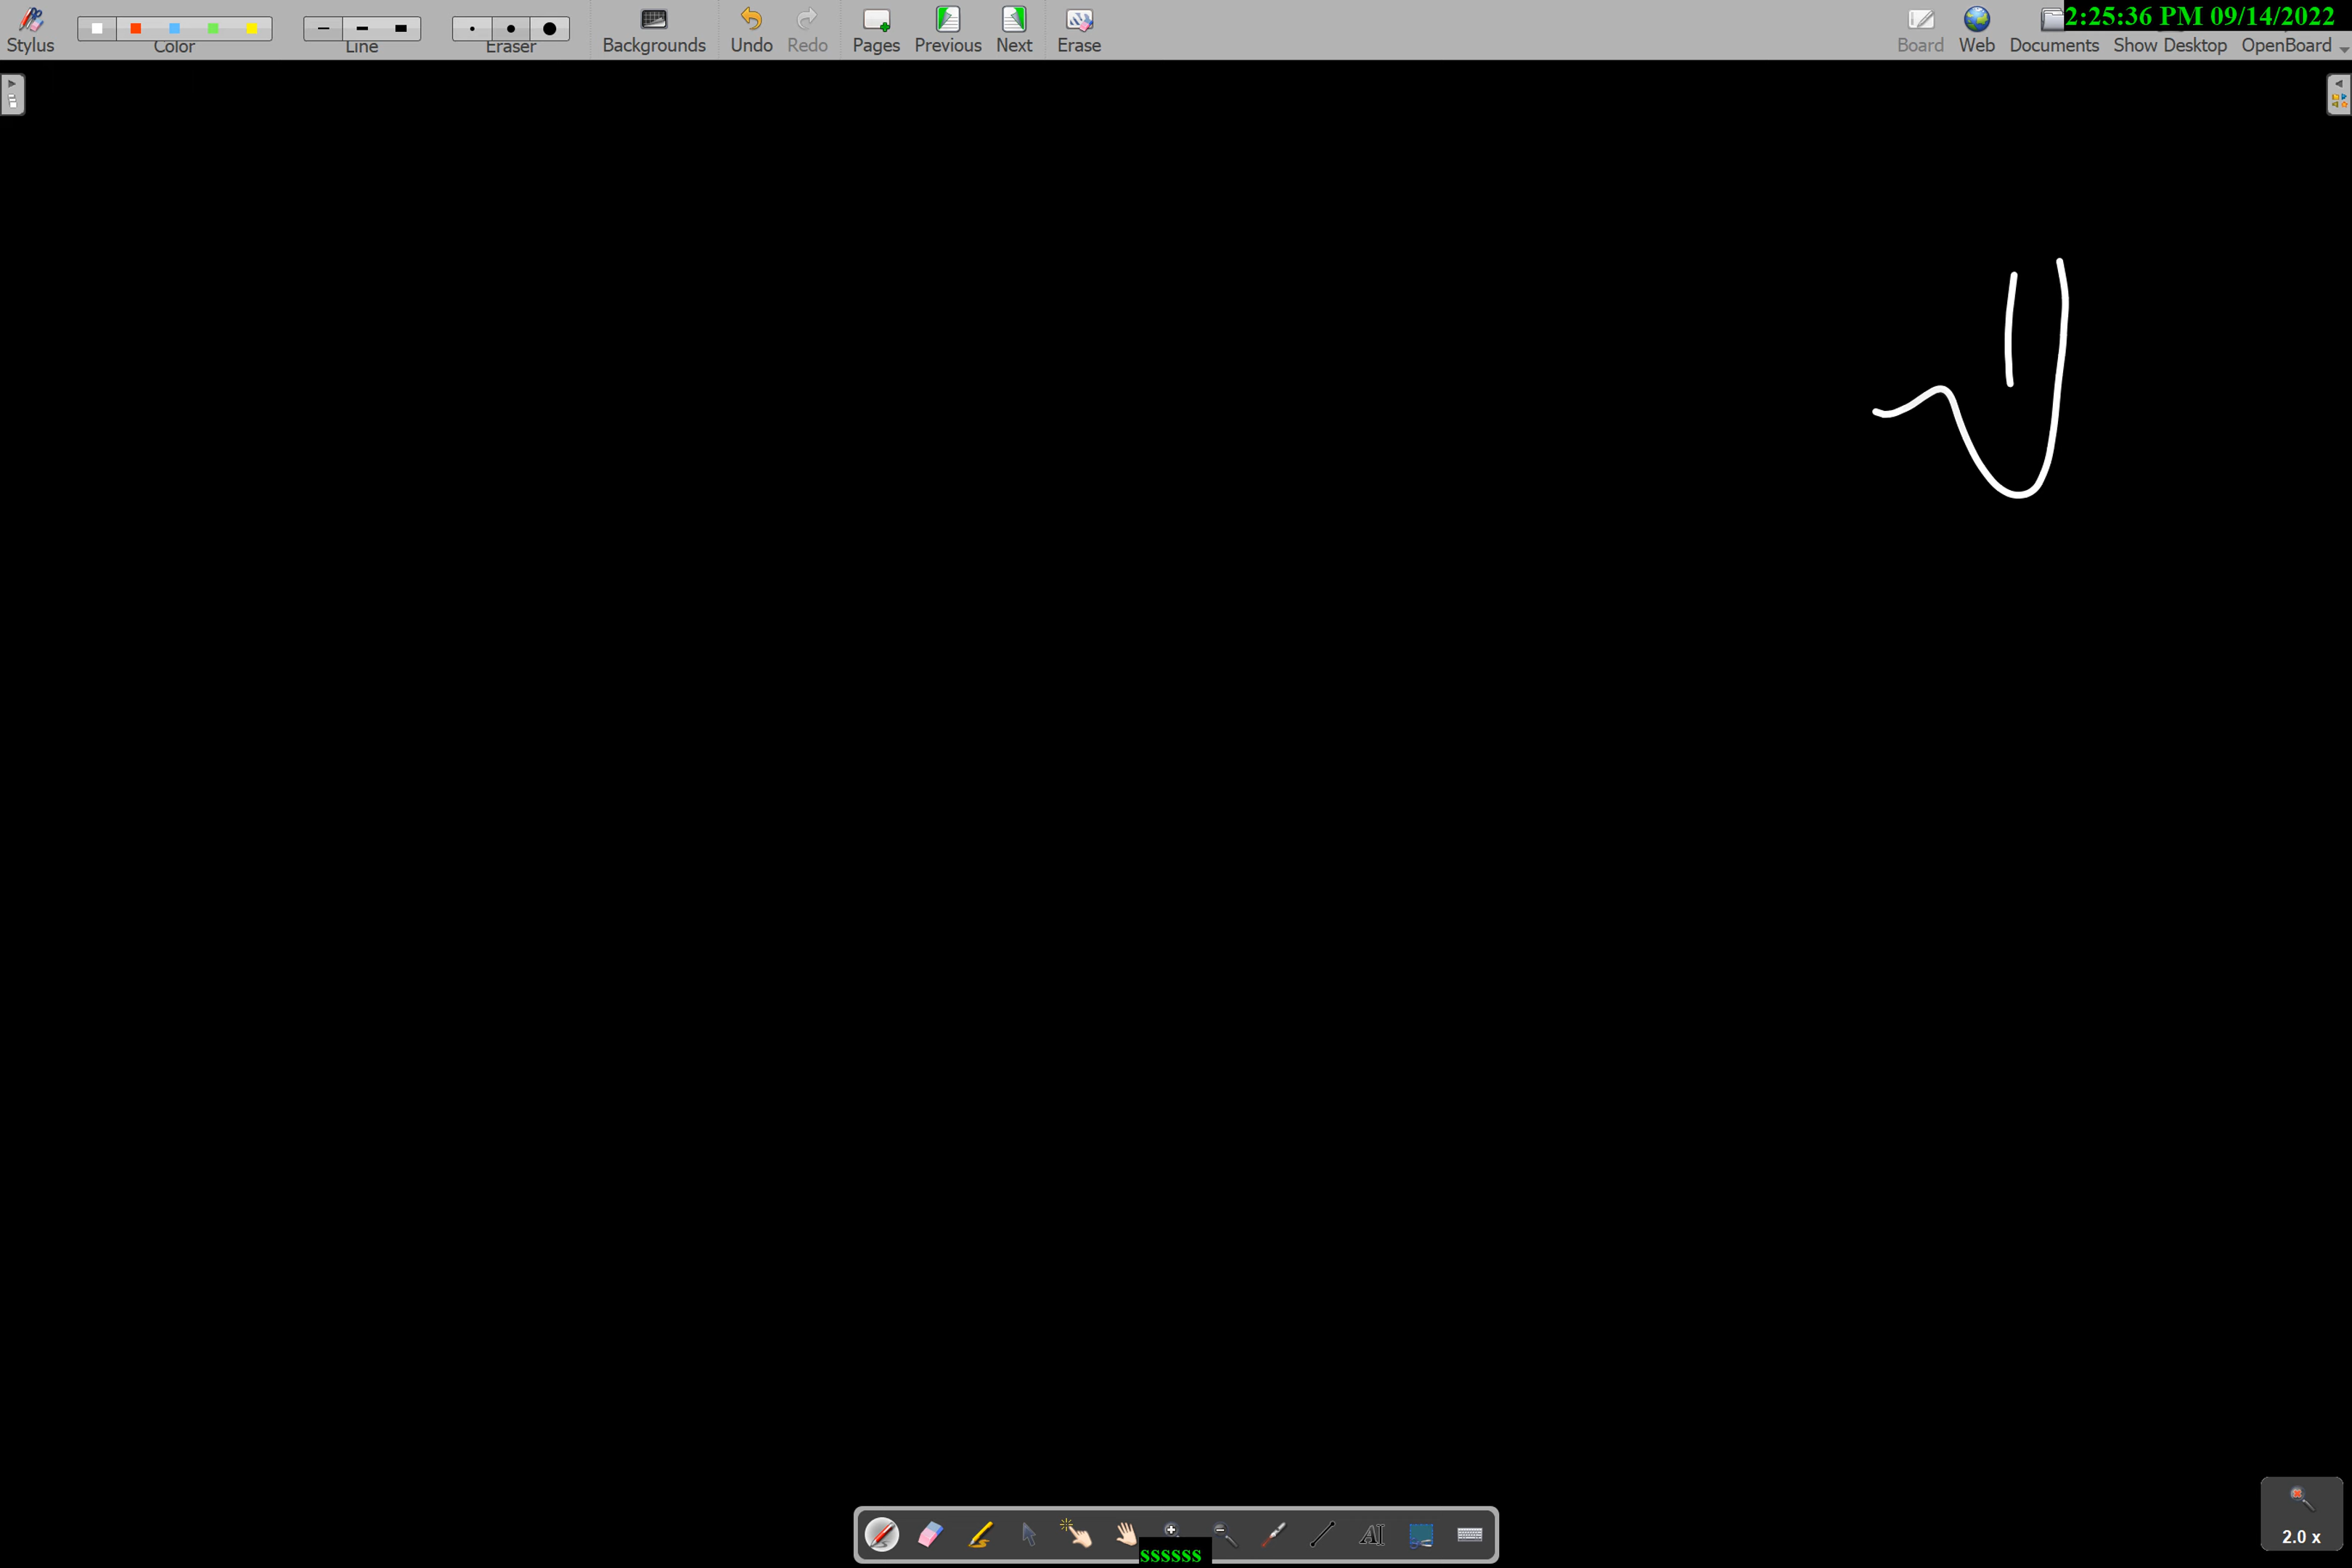 Stylus Color Line Eraser Backgrounds Undo Redo Pages Previous Next Erase Board Web Documents Show Desktop OpenBoard
2:25:36 PM 09/14/2022
AI
ssssss
2.0 x